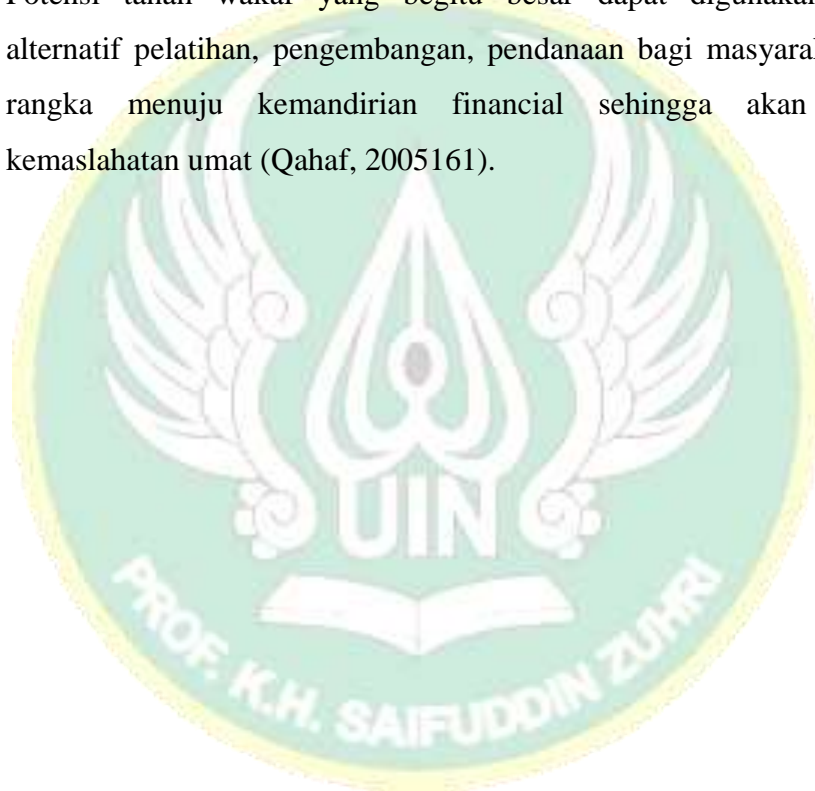 Potensi tanah wakaf yang begitu besar dapat digunakan
alternatif pelatihan, pengembangan, pendanaan bagi
rangka menuju kemandirian financial sehingga akan
kemaslahatan umat (Qahaf, 2005161).
UIN
PROF. K.H. SAIFUDDIN ZUHRI